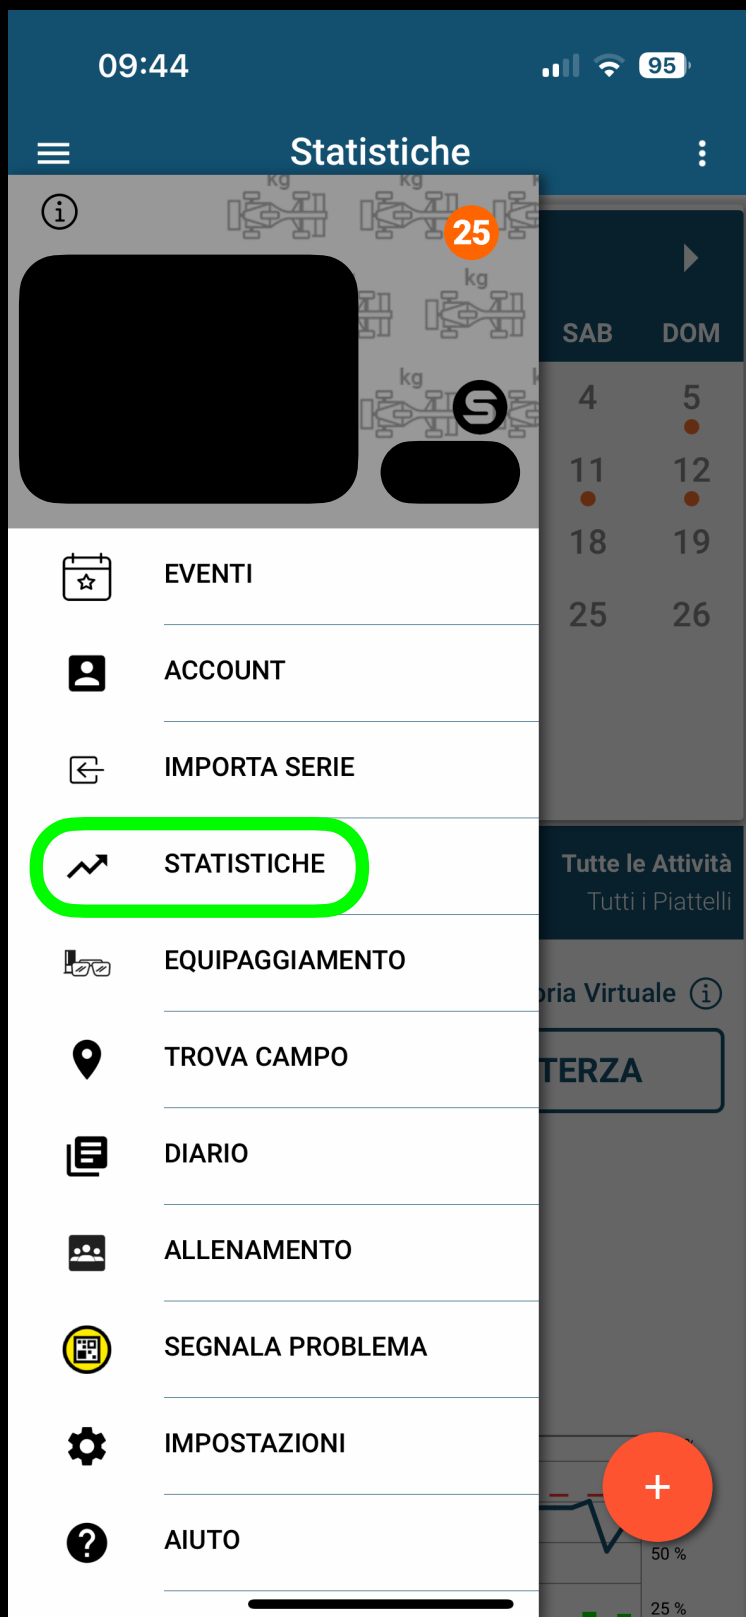 09:44
95
Statistiche
kg
kg
25
kg
kg
S
SAB DOM
4 5
11 12
18 19
25 26
EVENTI
ACCOUNT
IMPORTA SERIE
STATISTICHE
Tutte le Attività
Tutti i Piattelli
EQUIPAGGIAMENTO
Virtuale
TROVA CAMPO
TERZA
DIARIO
ALLENAMENTO
SEGNALA PROBLEMA
IMPOSTAZIONI
+
AIUTO
50 %
25 %